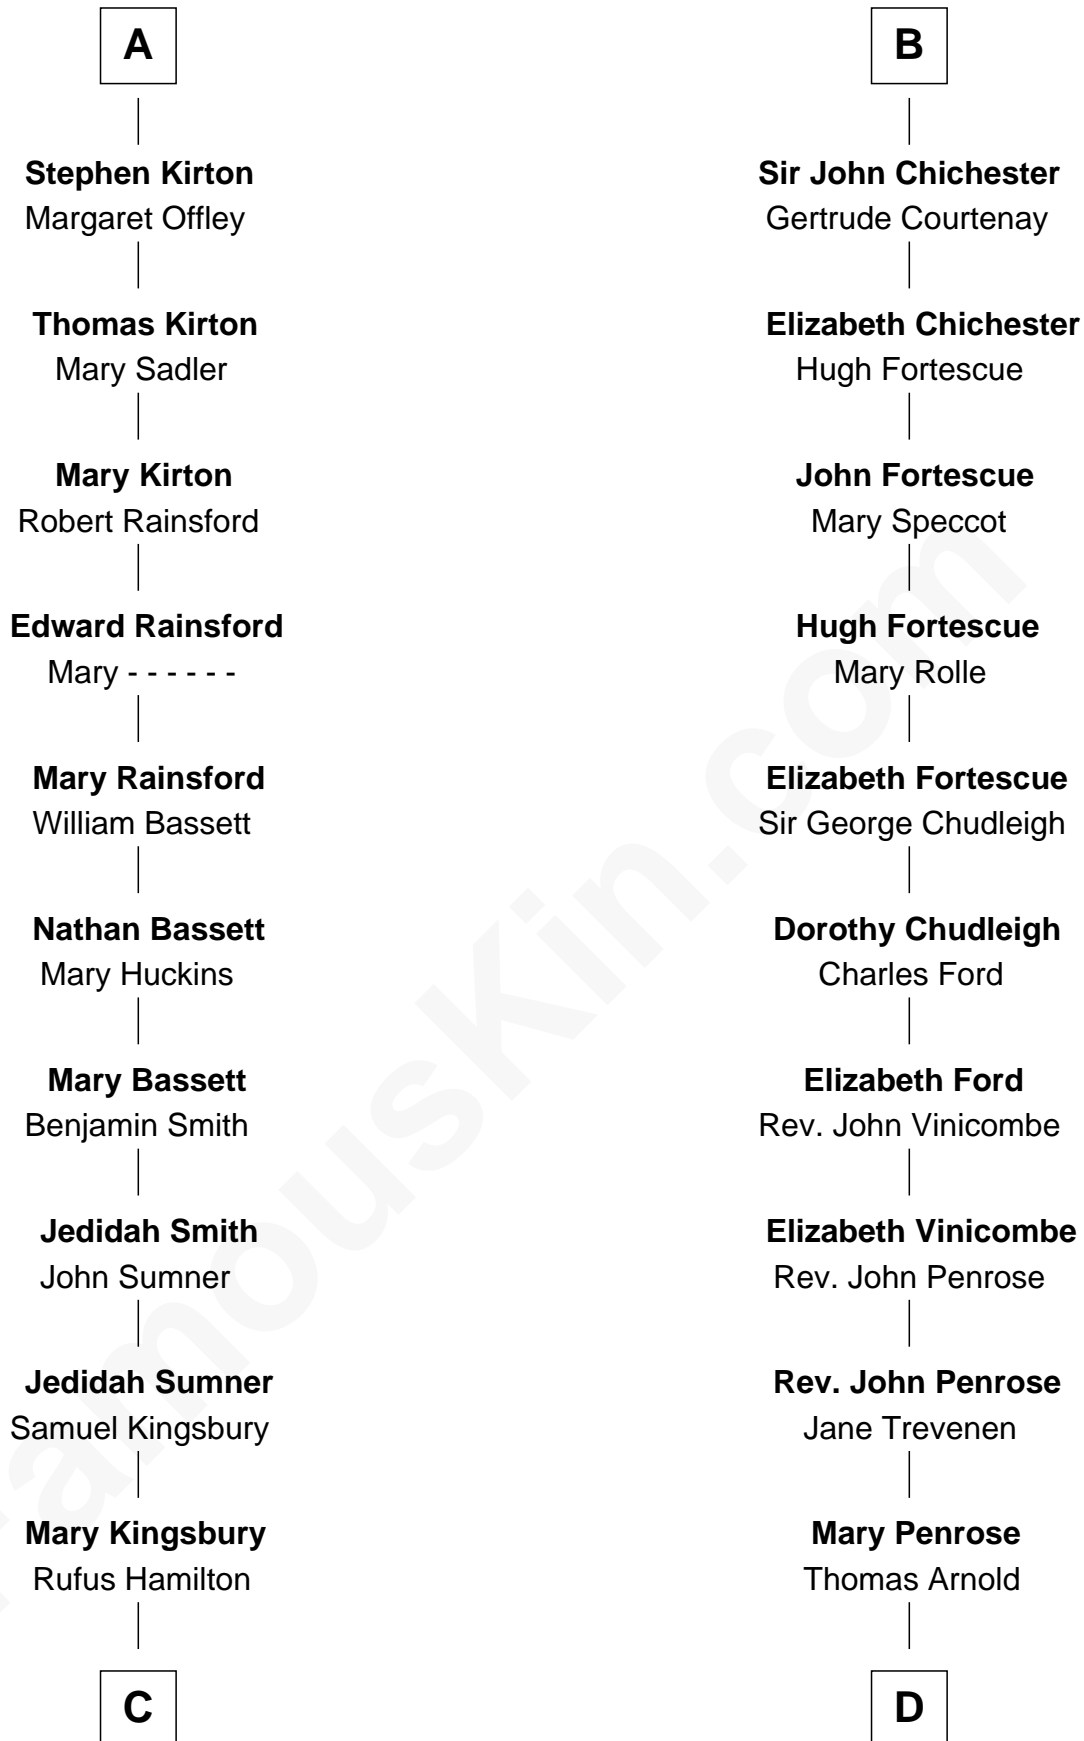 A
Stephen Kirton
Margaret Offley
Thomas Kirton
Mary Sadler
Mary Kirton
Robert Rainsford
Edward Rainsford
Mary - - - - - -
Mary Rainsford
William Bassett
Nathan Bassett
Mary Huckins
Mary Bassett
Benjamin Smith
Jedidah Smith
John Sumner
Jedidah Sumner
Samuel Kingsbury
Mary Kingsbury
Rufus Hamilton
C
B
Sir John Chichester
Gertrude Courtenay
Elizabeth Chichester
Hugh Fortescue
John Fortescue
Mary Speccot
Hugh Fortescue
Mary Rolle
Elizabeth Fortescue
Sir George Chudleigh
Dorothy Chudleigh
Charles Ford
Elizabeth Ford
Rev. John Vinicombe
Elizabeth Vinicombe
Rev. John Penrose
Rev. John Penrose
Jane Trevenen
Mary Penrose
Thomas Arnold
D
FamousKin.com